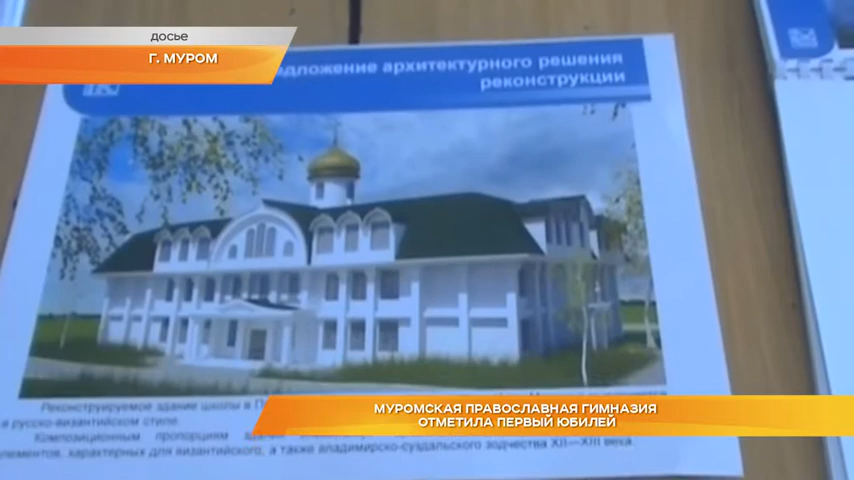 досье
Г. МУРОМ
архитектурного решения
реконструкции
Реконструируемое здание школы в
в русско-византийском стиле.
Композиционным пропорциям
элементов, характерных для византийского, а также владимирско-суздальского зодчества XII—XIII века.
МУРОМСКАЯ ПРАВОСЛАВНАЯ ГИМНАЗИЯ
ОТМЕТИЛА ПЕРВЫЙ ЮБИЛЕЙ